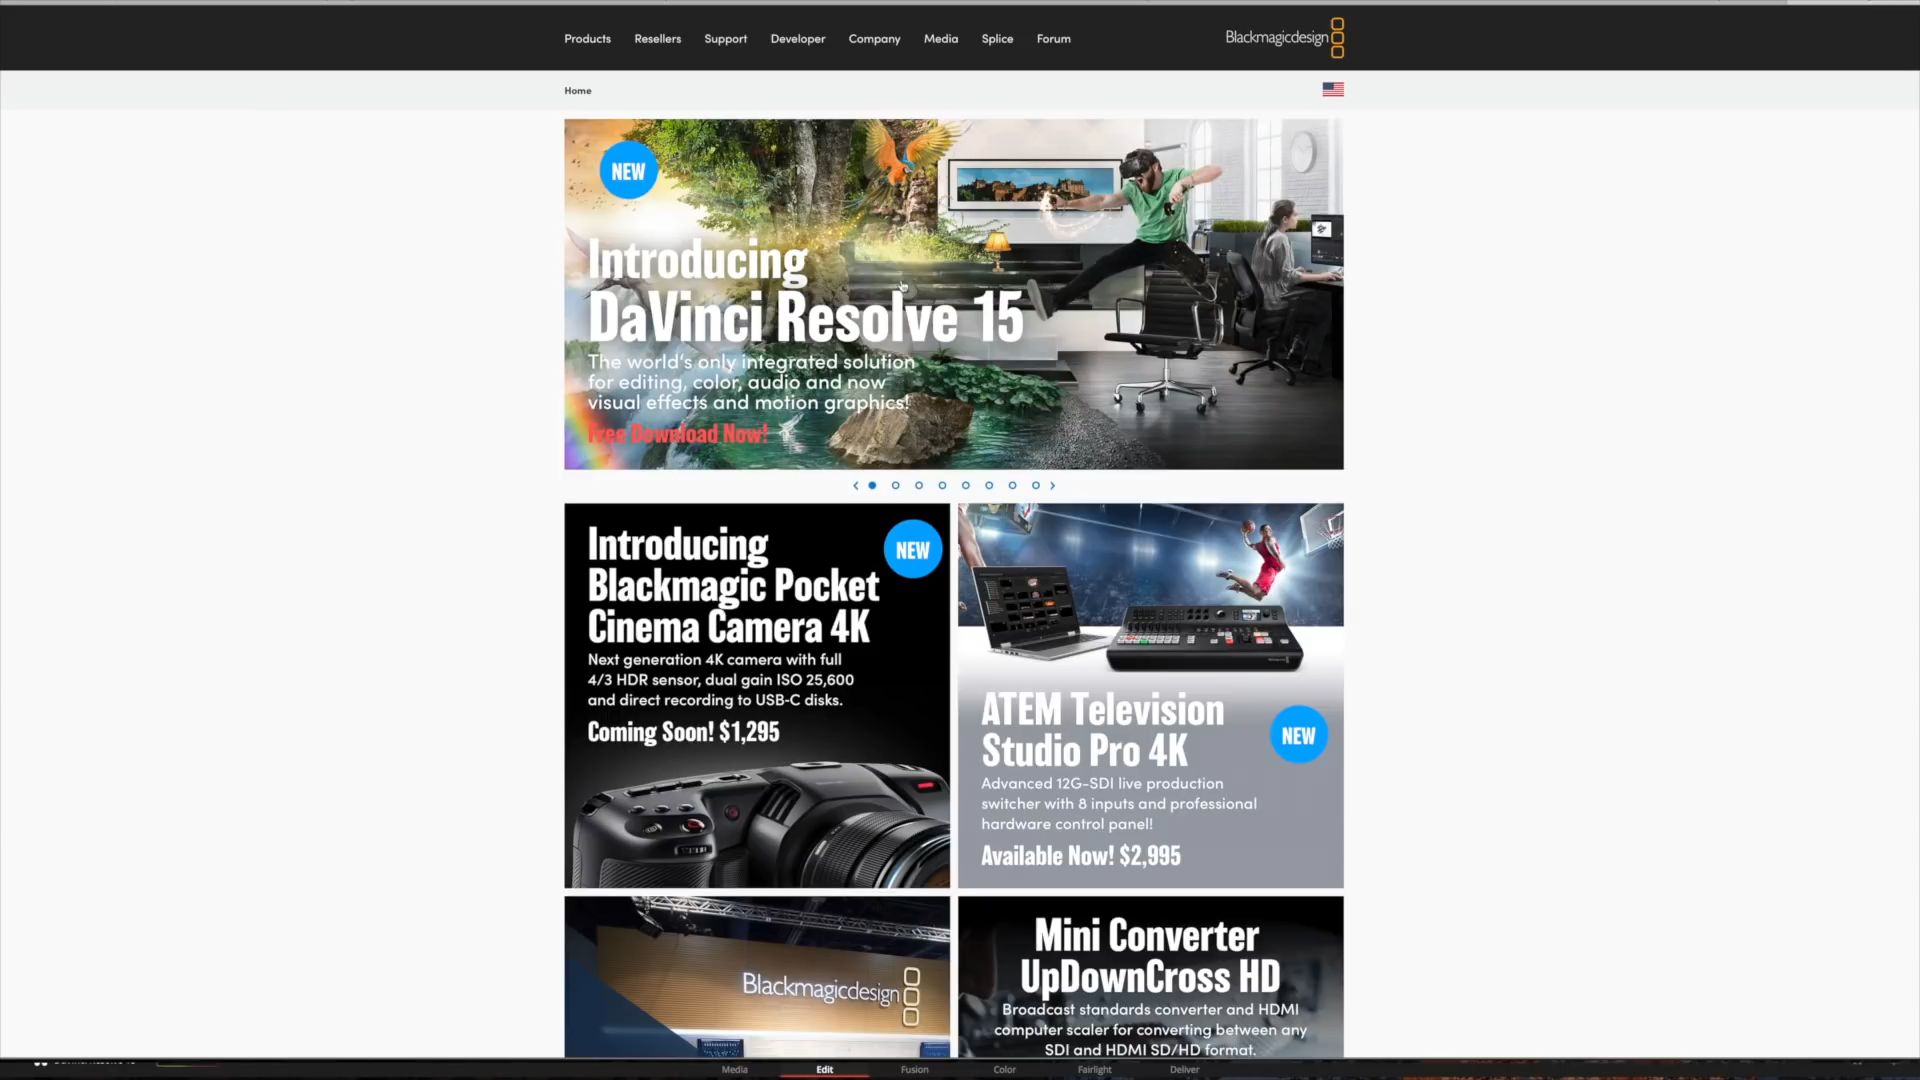 Products Resellers Support Developer Company Media Splice Forum
Blackmagicdesign
Home
NEW
Introducing
DaVinci Resolve 15
The world's only integrated solution
for editing, color, audio and now
visual effects and motion graphics!
Free Download Now!
Introducing
Blackmagic Pocket
Cinema Camera 4K
NEW
Next generation 4K camera with full
4/3 HDR sensor, dual gain ISO 25,600
and direct recording to USB-C disks.
Coming Soon! $1,295
ATEM Television
Studio Pro 4K
NEW
Advanced 12G-SDI live production
switcher with 8 inputs and professional
hardware control panel!
Available Now! $2,995
Blackmagicdesign
Mini Converter
UpDownCross HD
Broadcast standards converter and HDMI
computer scaler for converting between any
SDI and HDMI SD/HD format.
Media Edit Fusion Color Fairlight Deliver